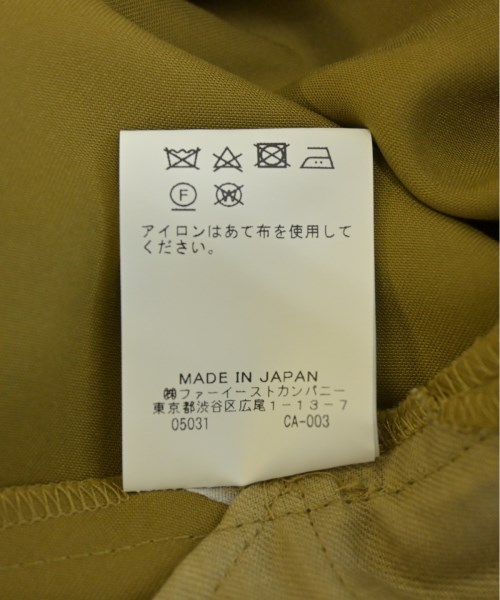 F W
アイロンはあて布を使用して
ください。
MADE IN JAPAN
㈱ファーイーストカンパニー
東京都渋谷区広尾1-13-7
05031 CA-003